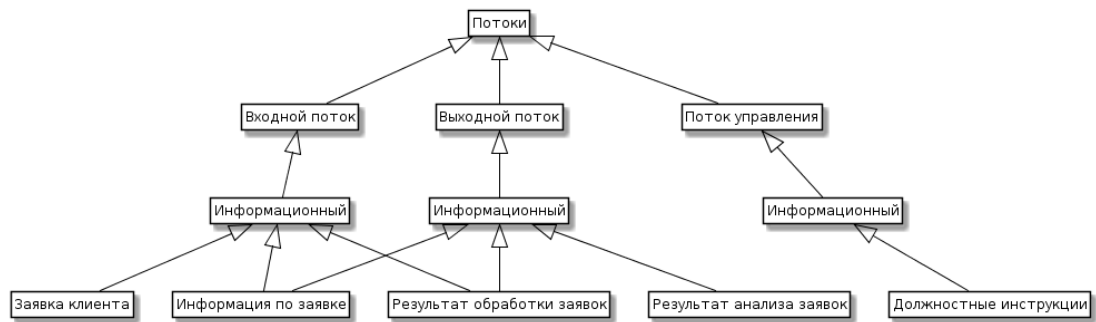 Потоки
Входной поток
Выходной поток
Поток управления
Информационный
Информационный
Информационный
Заявка клиента
Информация по заявке
Результат обработки заявок
Результат анализа заявок
Должностные инструкции